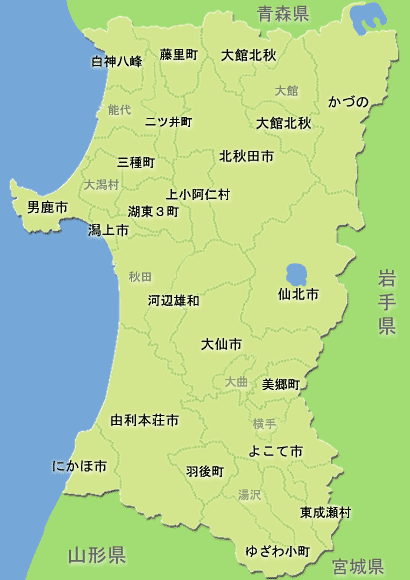 青森県
白神八峰
藤里町
大館北秋
大館
かづの
能代
二ツ井町
大館北秋
三種町
北秋田市
大潟村
上小阿仁村
男鹿市
湖東３町
潟上市
秋田
岩手県
仙北市
河辺雄和
大仙市
大曲
美郷町
由利本荘市
横手
よこて市
にかほ市
羽後町
湯沢
東成瀬村
ゆざわ小町
山形県
宮城県